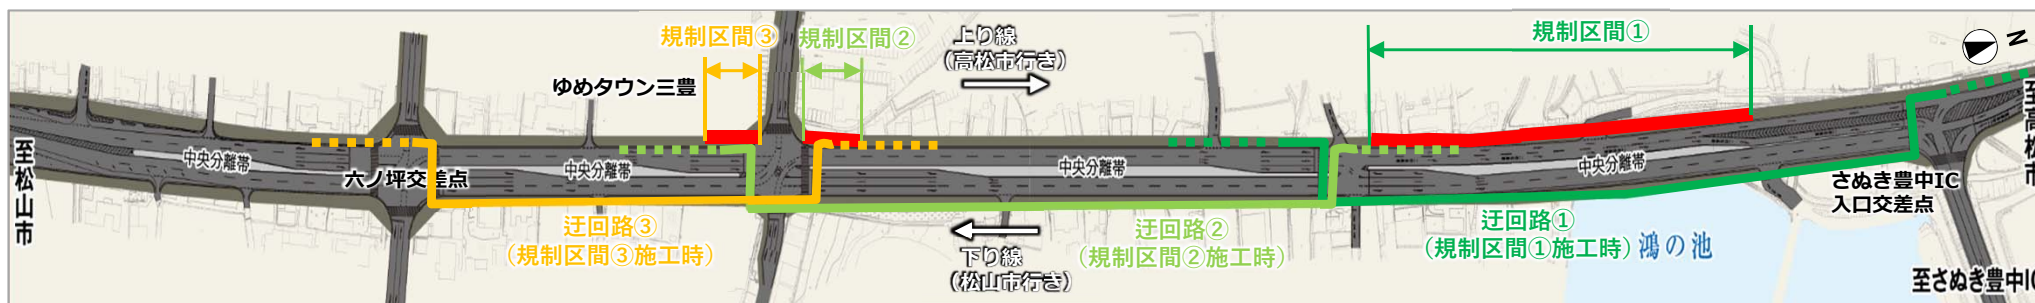 規制区間③
規制区間②
上り線
(高松市行き)
規制区間①
N
ゆめタウン三豊
至高松市
至松山市
中央分離帯
六ノ坪交差点
中央分離帯
中央分離帯
中央分離帯
さぬき豊中IC
入口交差点
迂回路③
(規制区間③施工時)
下り線
(松山市行き)
迂回路②
(規制区間②施工時)
迂回路①
(規制区間①施工時)
鴻の池
至さぬき豊中IC